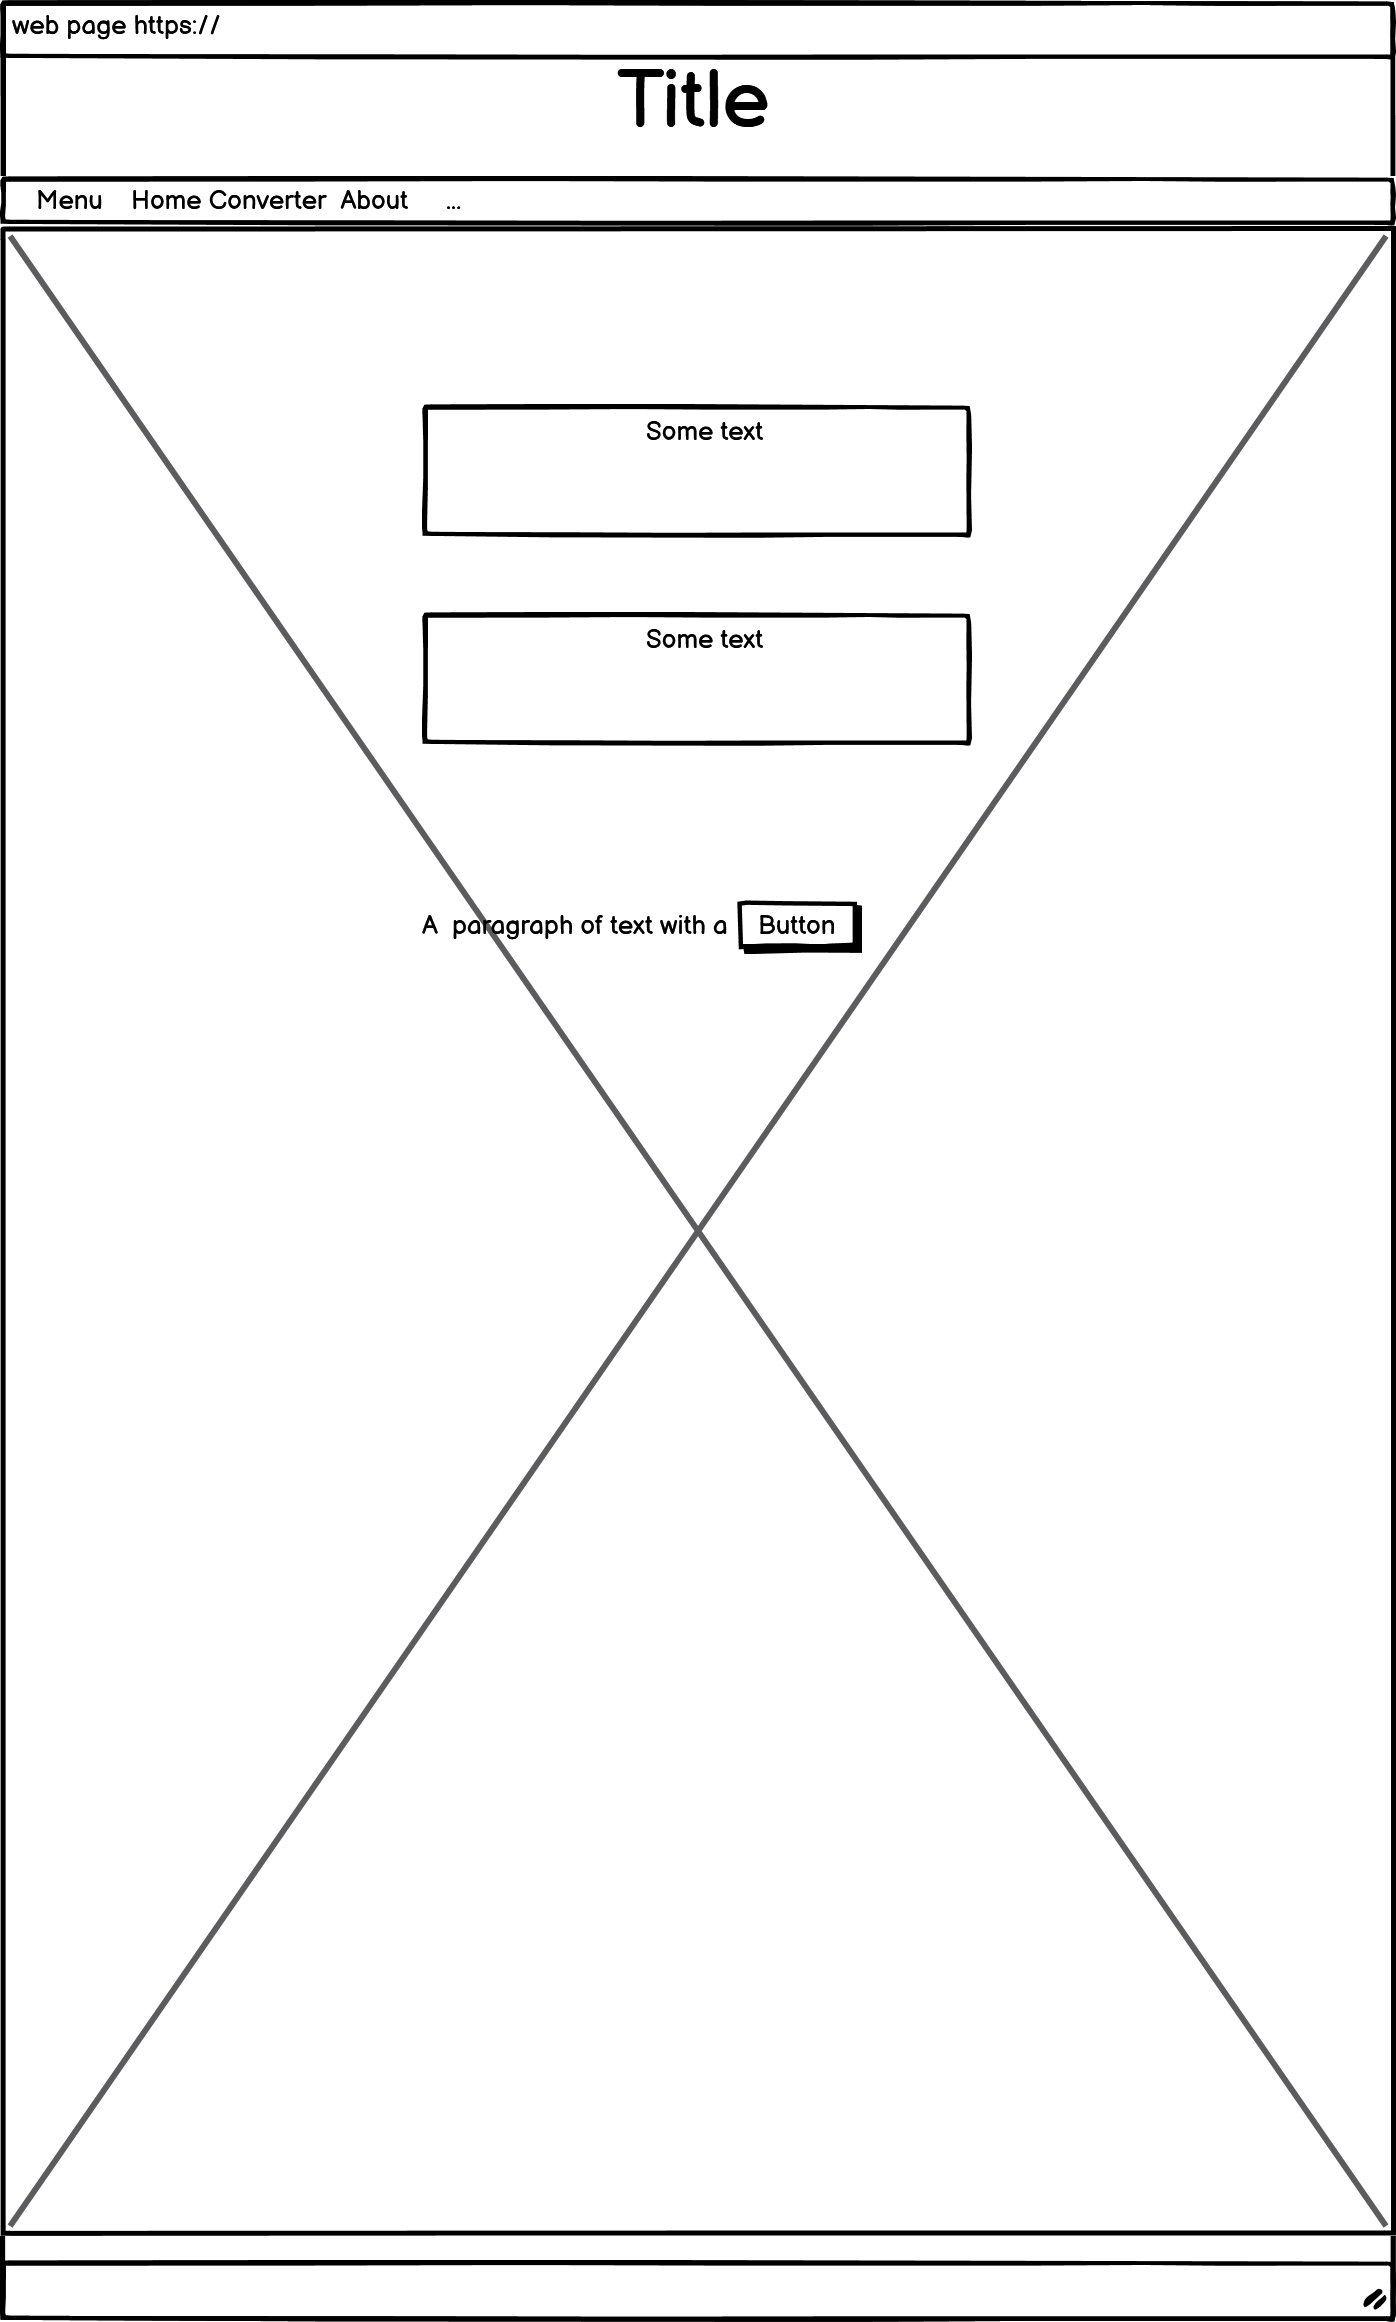 web page https://
Title
Menu Home Converter About ...
Some text
Some text
A paragraph of text with a Button